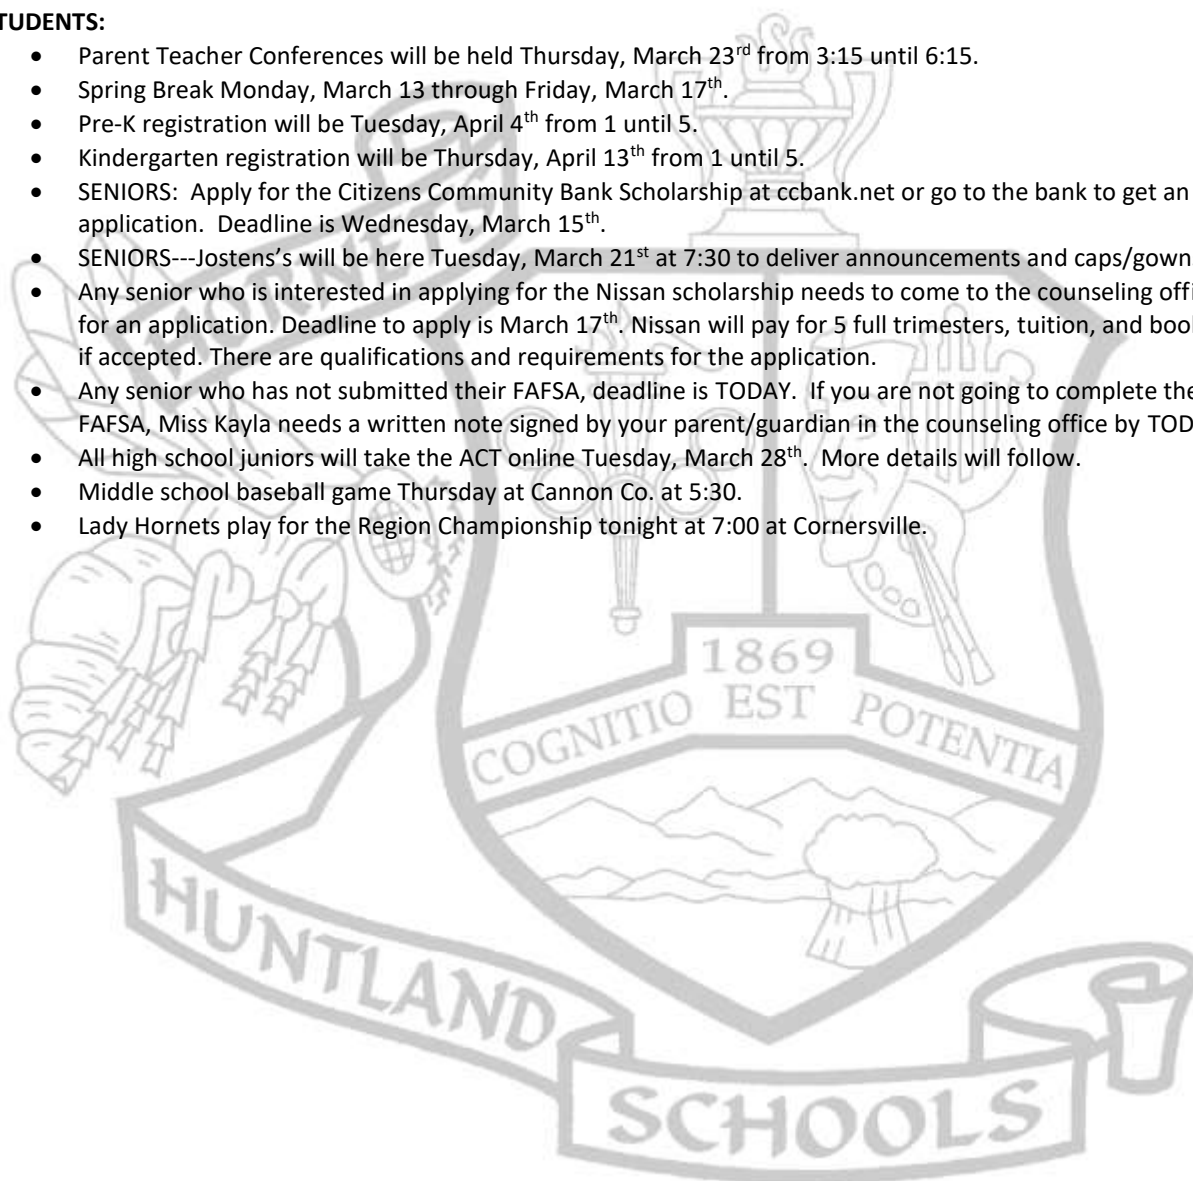 TUDENTS:
• Parent Teacher Conferences will be held Thursday, March 23rd from 3:15 until 6:15.
• Spring Break Monday, March 13 through Friday, March 17th.
• Pre-K registration will be Tuesday, April 4th from 1 until 5.
• Kindergarten registration will be Thursday, April 13th from 1 until 5.
• SENIORS:  Apply for the Citizens Community Bank Scholarship at ccbank.net or go to the bank to get an
application.  Deadline is Wednesday, March 15th.
• SENIORS---Jostens's will be here Tuesday, March 21st at 7:30 to deliver announcements and caps/gown
• Any senior who is interested in applying for the Nissan scholarship needs to come to the counseling offi
for an application. Deadline to apply is March 17th. Nissan will pay for 5 full trimesters, tuition, and boo
if accepted. There are qualifications and requirements for the application.
• Any senior who has not submitted their FAFSA, deadline is TODAY.  If you are not going to complete the
FAFSA, Miss Kayla needs a written note signed by your parent/guardian in the counseling office by TOD
• All high school juniors will take the ACT online Tuesday, March 28th.  More details will follow.
• Middle school baseball game Thursday at Cannon Co. at 5:30.
• Lady Hornets play for the Region Championship tonight at 7:00 at Cornersville.
HORNETS
1869
COGNITIO EST POTENTIA
HUNTLAND
SCHOOLS